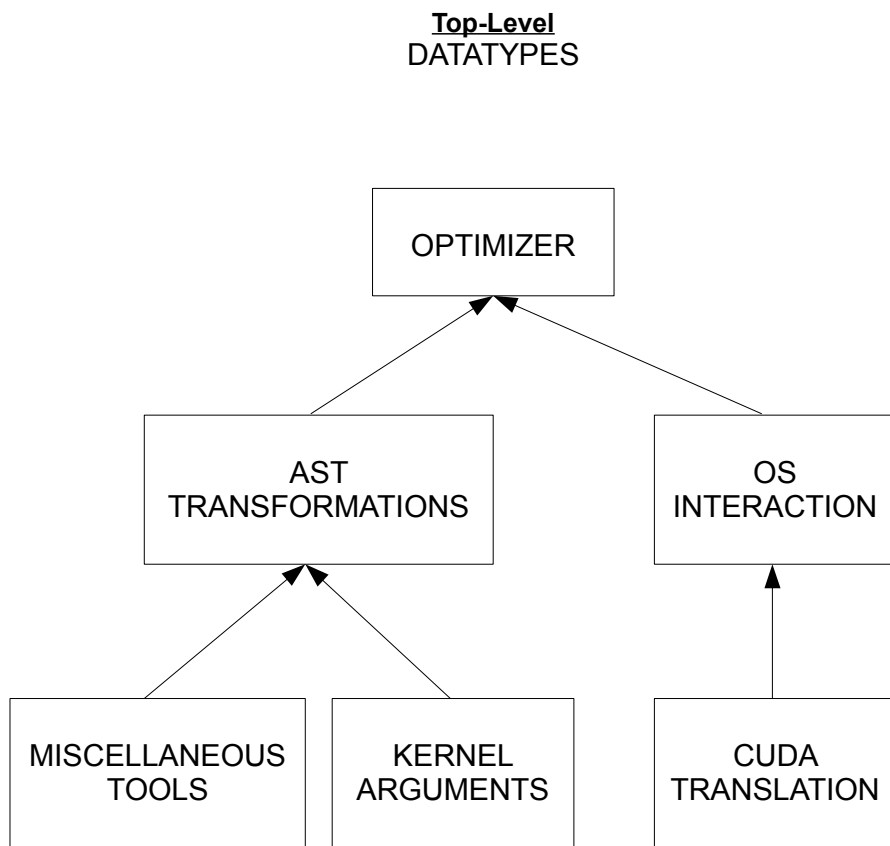 Top-Level
DATATYPES
OPTIMIZER
AST
TRANSFORMATIONS
OS
INTERACTION
MISCELLANEOUS
TOOLS
KERNEL
ARGUMENTS
CUDA
TRANSLATION